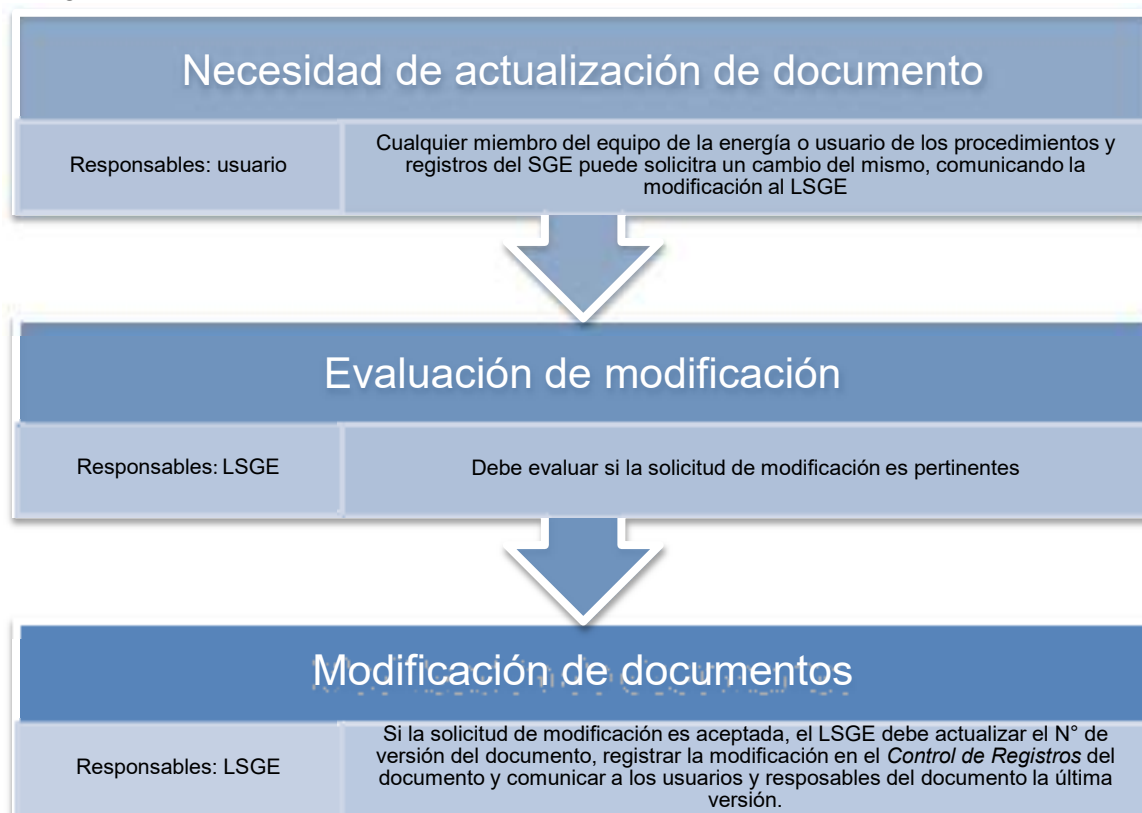 Necesidad de actualización de documento
Responsables: usuario
Cualquier miembro del equipo de la energía o usuario de los procedimientos y
registros del SGE puede solicitra un cambio del mismo, comunicando la
modificación al LSGE
Evaluación de modificación
Responsables: LSGE
Debe evaluar si la solicitud de modificación es pertinentes
Modificación de documentos
Responsables: LSGE
Si la solicitud de modificación es aceptada, el LSGE debe actualizar el N° de
versión del documento, registrar la modificación en el Control de Registros del
documento y comunicar a los usuarios y resposables del documento la última
versión.